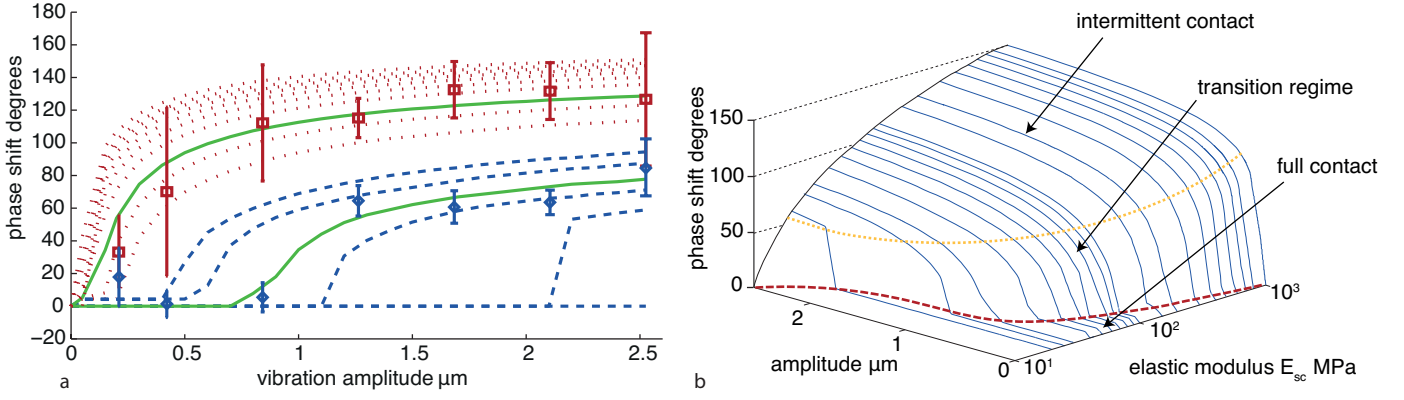 180
160
140
120
100
80
60
40
20
0
−20
phase shift degrees
0
0.5
1
1.5
2
2.5
vibration amplitude µm
a
intermittent contact
transition regime
full contact
150
100
50
0
phase shift degrees
2
1
0
amplitude µm
10¹
10²
10³
elastic modulus Esc MPa
b